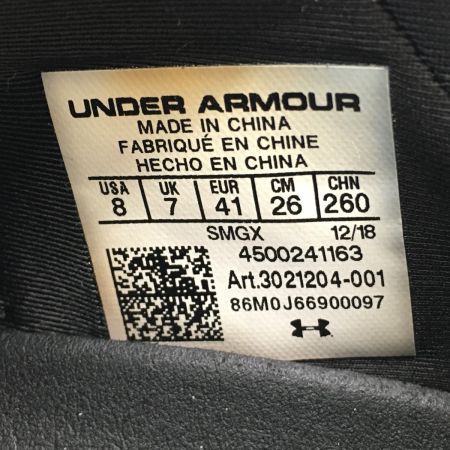 UNDER ARMOUR
MADE IN CHINA
FABRIQUÉ EN CHINE
HECHO EN CHINA
USA UK EUR CM CHN
8 7 41 26 260
SMGX 12/18
4500241163
Art.3021204-001
86M0J66900097